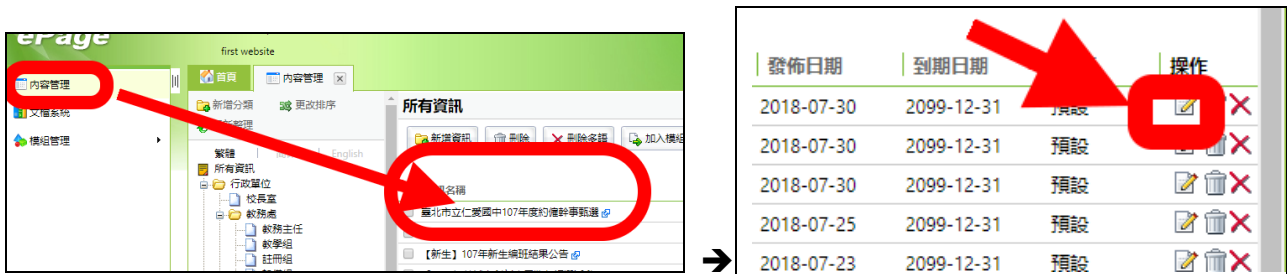 ePage
first website
內容管理
文檔系統
模組管理
首頁
內容管理
新增分類
更改排序
繁體
English
所有資訊
行政單位
校長室
教務處
教務主任
教學組
註冊組
所有資訊
新增資訊
刪除
刪除多語
加入模組
名稱
臺北市立仁愛國中107年度約僱幹事甄選
【新生】107年新生編班結果公告
➔
發佈日期 到期日期 操作
2018-07-30 2099-12-31 預設
2018-07-30 2099-12-31 預設
2018-07-30 2099-12-31 預設
2018-07-25 2099-12-31 預設
2018-07-23 2099-12-31 預設